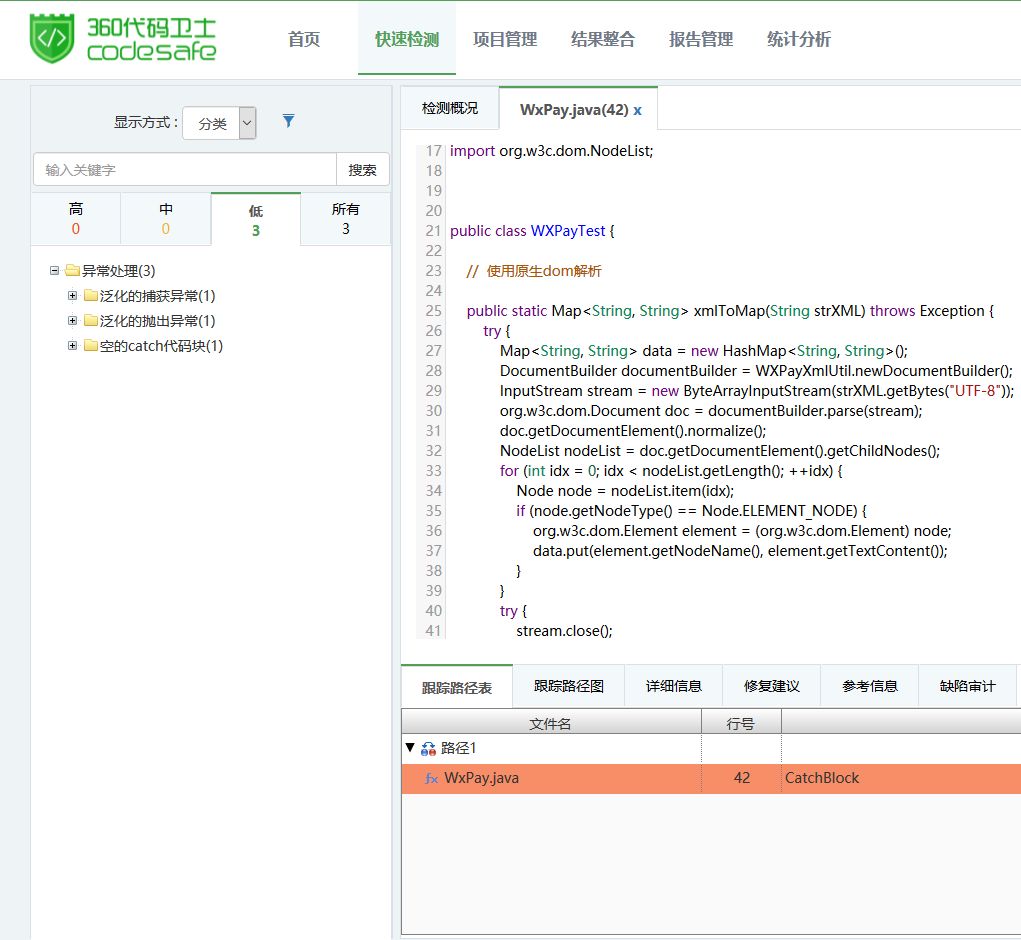 360代码卫士
codesafe
首页 快速检测 项目管理 结果整合 报告管理 统计分析
显示方式： 分类
输入关键字 搜索
高 中 低 所有
0 0 3 3
异常处理(3)
泛化的捕获异常(1)
泛化的抛出异常(1)
空的catch代码块(1)
检测概况 WxPay.java(42) x
17 import org.w3c.dom.NodeList;
18
19
20
21 public class WXPayTest {
22
23 // 使用原生dom解析
24
25 public static Map<String, String> xmlToMap(String strXML) throws Exception {
26 try {
27 Map<String, String> data = new HashMap<String, String>();
28 DocumentBuilder documentBuilder = WXPayXmlUtil.newDocumentBuilder();
29 InputStream stream = new ByteArrayInputStream(strXML.getBytes("UTF-8"));
30 org.w3c.dom.Document doc = documentBuilder.parse(stream);
31 doc.getDocumentElement().normalize();
32 NodeList nodeList = doc.getDocumentElement().getChildNodes();
33 for (int idx = 0; idx < nodeList.getLength(); ++idx) {
34 Node node = nodeList.item(idx);
35 if (node.getNodeType() == Node.ELEMENT_NODE) {
36 org.w3c.dom.Element element = (org.w3c.dom.Element) node;
37 data.put(element.getNodeName(), element.getTextContent());
38 }
39 }
40 try {
41 stream.close();
跟踪路径表 跟踪路径图 详细信息 修复建议 参考信息 缺陷审计
文件名 行号
路径1
fx WxPay.java 42 CatchBlock